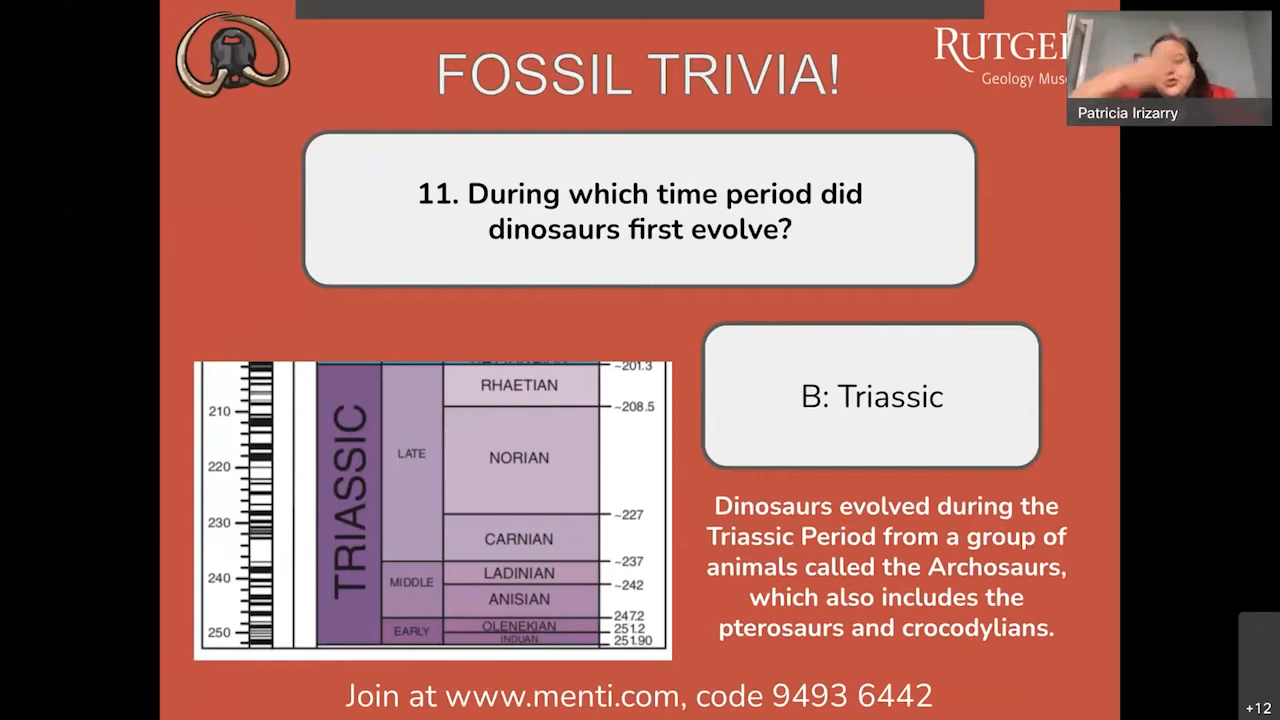 FOSSIL TRIVIA!
Geology
Patricia Irizarry
11. During which time period did
dinosaurs first evolve?
B: Triassic
Dinosaurs evolved during the
Triassic Period from a group of
animals called the Archosaurs,
which also includes the
pterosaurs and crocodylians.
210
220
230
240
250
TRIASSIC
LATE
MIDDLE
EARLY
RHAETIAN
NORIAN
CARNIAN
LADINIAN
ANISIAN
OLENEKIAN
INDUAN
~201.3
~208.5
~227
~237
~242
247.2
251.2
251.90
Join at www.menti.com, code 9493 6442
+12